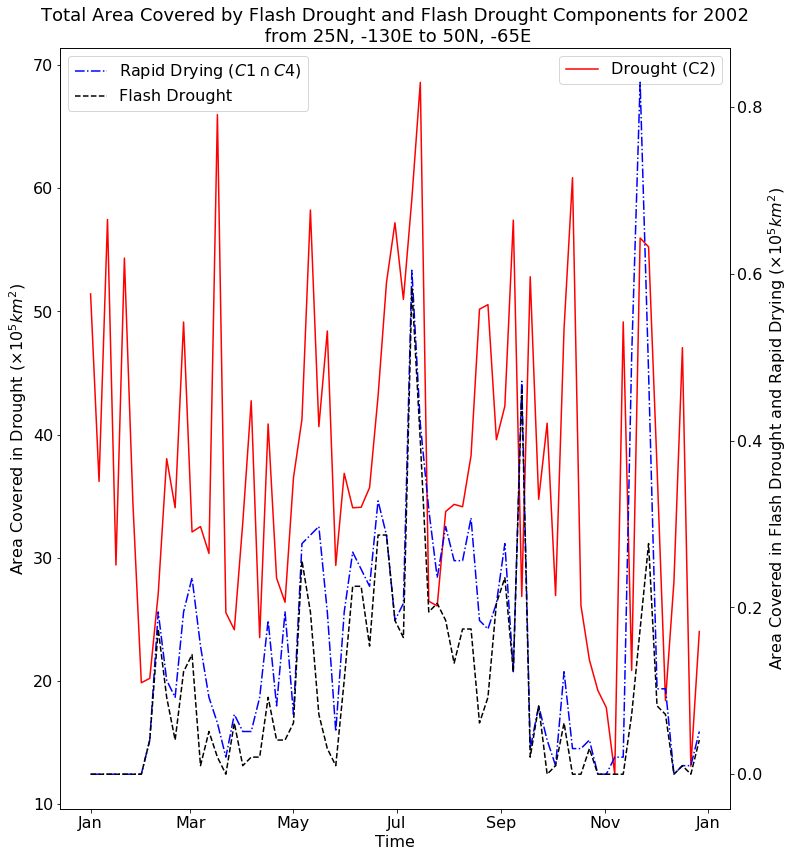 Total Area Covered by Flash Drought and Flash Drought Components for 2002
from 25N, -130E to 50N, -65E
Rapid Drying (C1 ∩ C4)
Flash Drought
Drought (C2)
Area Covered in Drought (×10⁵km²)
70
60
50
40
30
20
10
Area Covered in Flash Drought and Rapid Drying (×10⁵km²)
0.8
0.6
0.4
0.2
0.0
Jan Mar May Jul Sep Nov Jan
Time